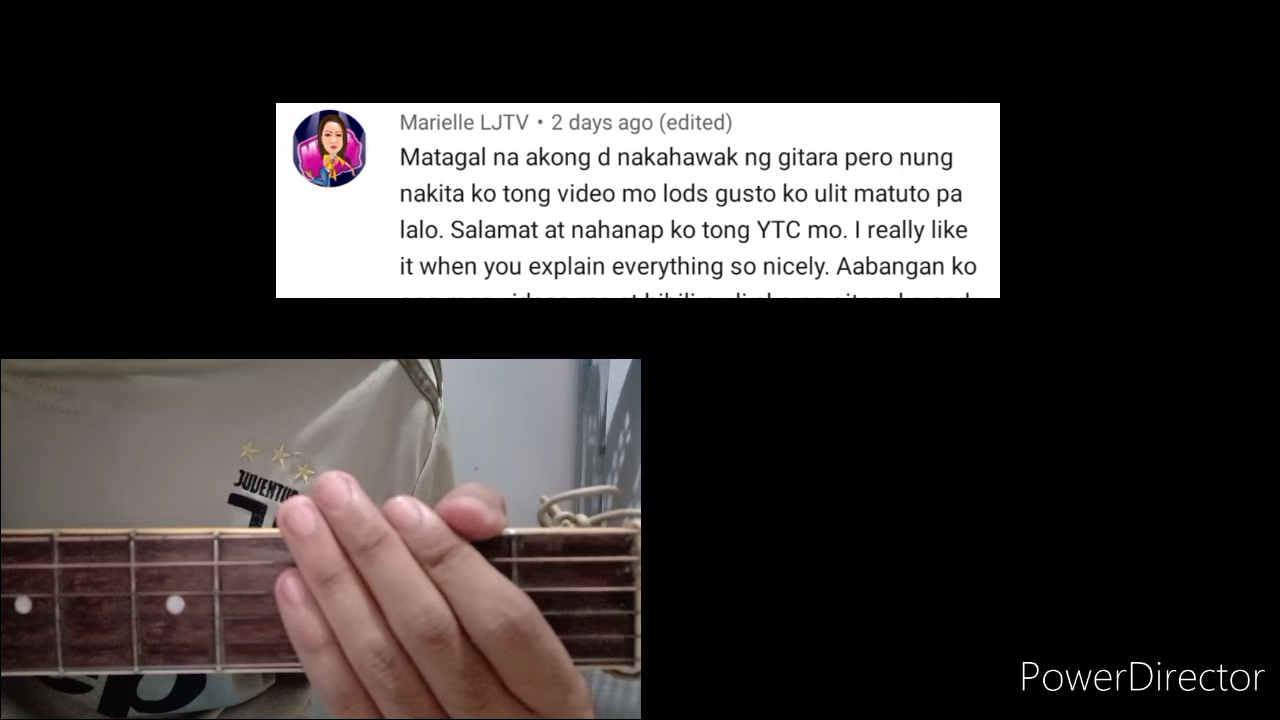 Marielle LJTV • 2 days ago (edited)
Matagal na akong d nakahawak ng gitara pero nung
nakita ko tong video mo lods gusto ko ulit matuto pa
lalo. Salamat at nahanap ko tong YTC mo. I really like
it when you explain everything so nicely. Aabangan ko
JUVENTUS
PowerDirector